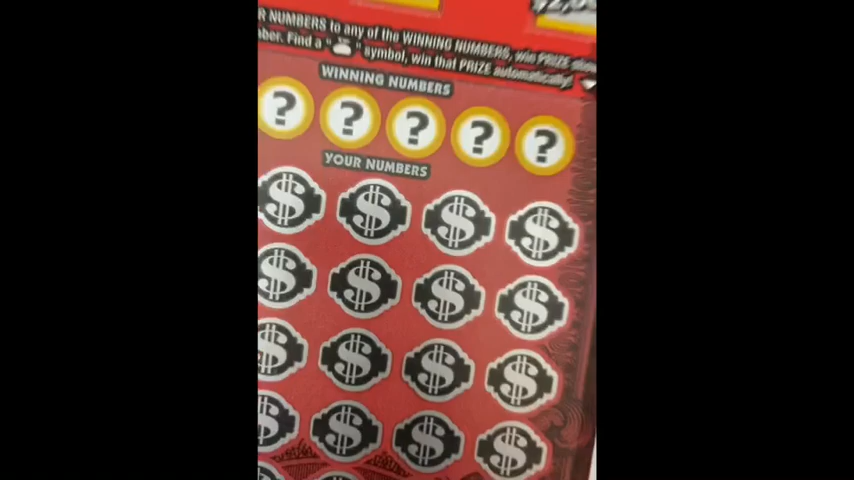 R NUMBERS to any of the WINNING NUMBERS, win PRIZE
ber. Find a " " symbol, win that PRIZE automatically.
WINNING NUMBERS
? ? ? ? ?
YOUR NUMBERS
$ $ $ $
$ $ $ $
$ $ $ $
$ $ $ $